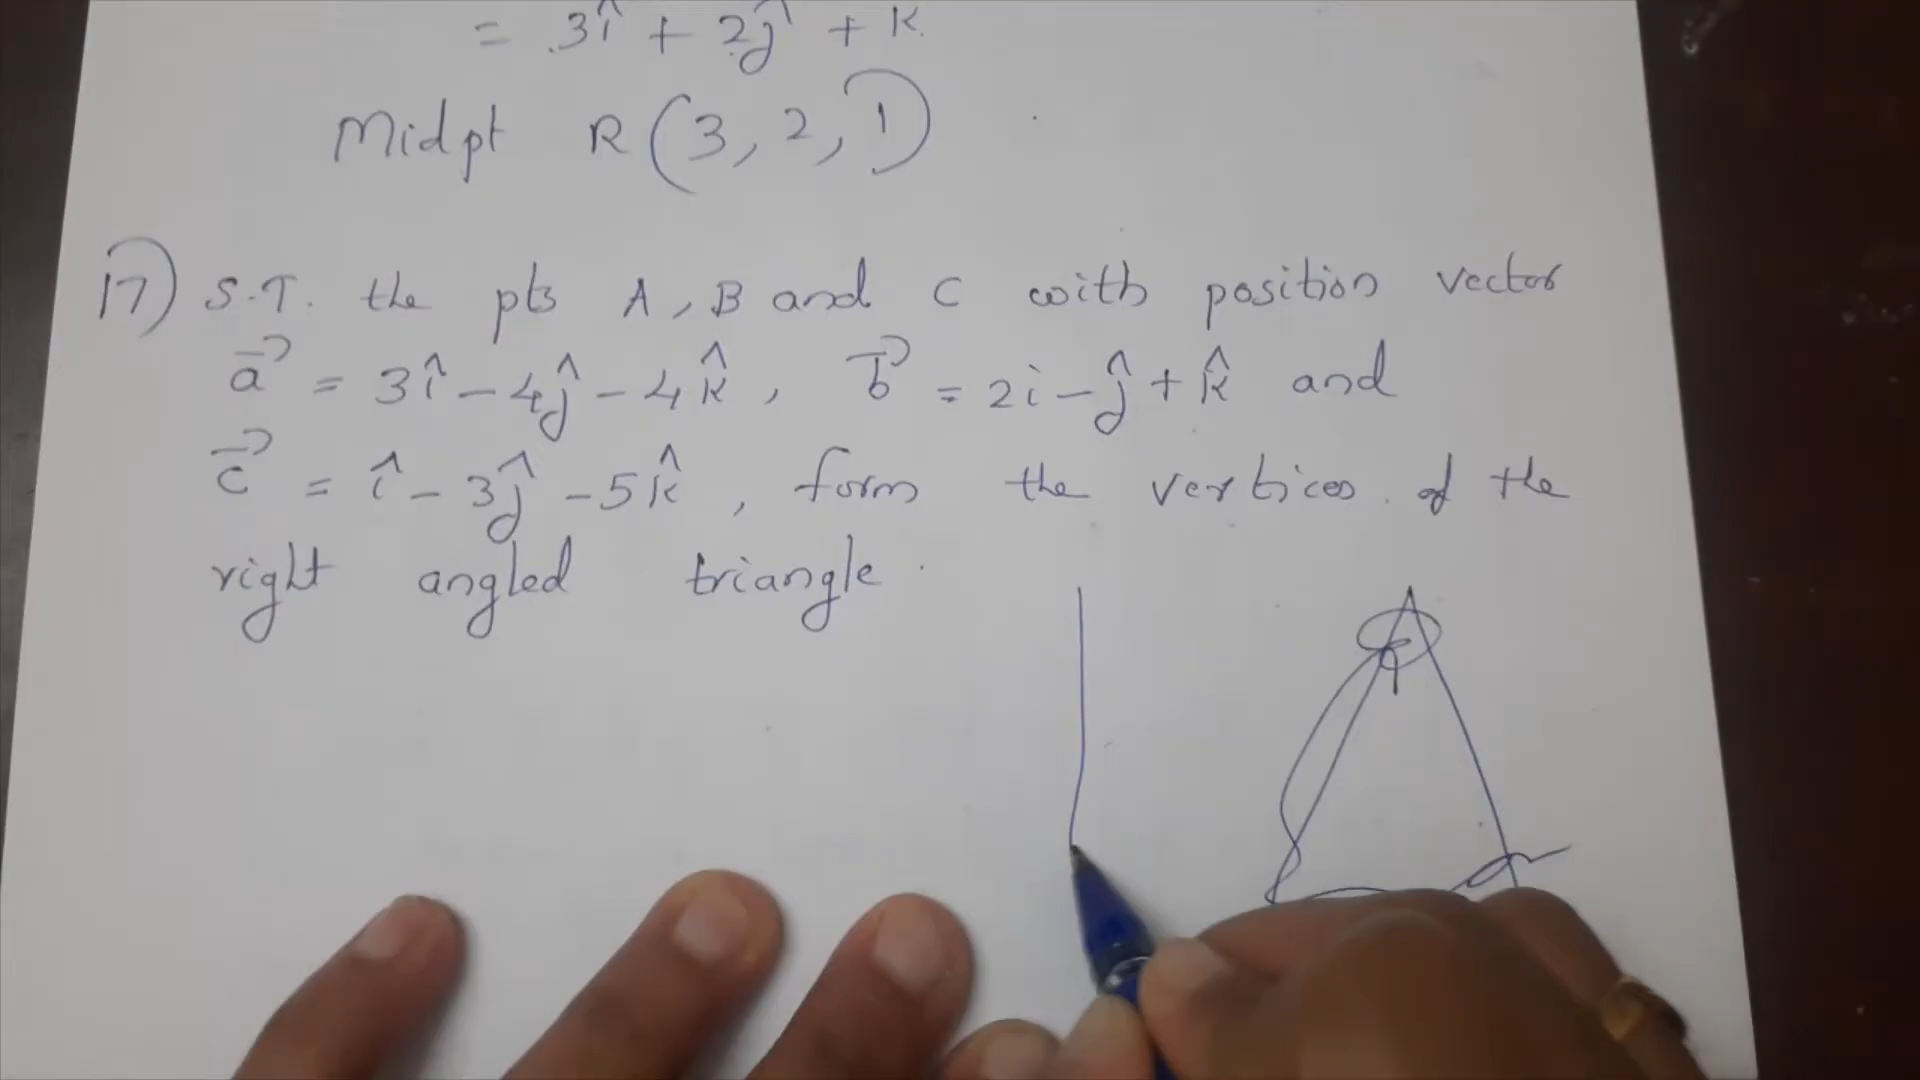 = 3î + 2ĵ + k
Midpt R (3, 2, 1)
17) S.T. the pts A, B and C with position vector
a⃗ = 3î - 4ĵ - 4k̂, b⃗ = 2i - ĵ + k̂ and
c⃗ = î - 3ĵ - 5k̂, form the vertices of the
right angled triangle.